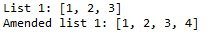 List 1: [1, 2, 3]
Amended list 1: [1, 2, 3, 4]